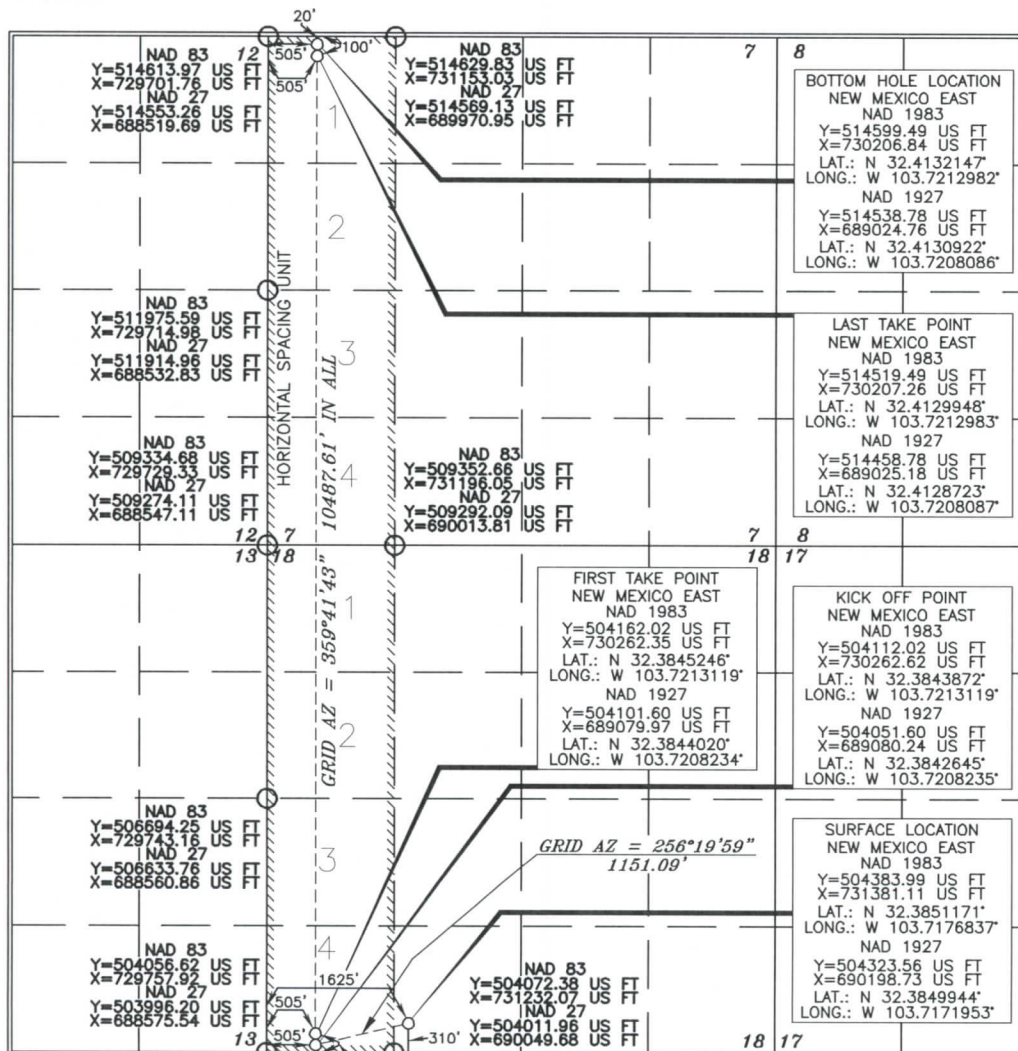 20'
12
505'
100'
505'
7 8
NAD 83
Y=514613.97 US FT
X=729701.76 US FT
NAD 27
Y=514553.26 US FT
X=688519.69 US FT
NAD 83
Y=514629.83 US FT
X=731153.03 US FT
NAD 27
Y=514569.13 US FT
X=689970.95 US FT
BOTTOM HOLE LOCATION
NEW MEXICO EAST
NAD 1983
Y=514599.49 US FT
X=730206.84 US FT
LAT.: N 32.4132147°
LONG.: W 103.7212982°
NAD 1927
Y=514538.78 US FT
X=689024.76 US FT
LAT.: N 32.4130922°
LONG.: W 103.7208086°
1
2
3
4
HORIZONTAL SPACING UNIT
GRID AZ = 359°41'43" 10487.61' IN ALL
NAD 83
Y=511975.59 US FT
X=729714.98 US FT
NAD 27
Y=511914.96 US FT
X=688532.83 US FT
LAST TAKE POINT
NEW MEXICO EAST
NAD 1983
Y=514519.49 US FT
X=730207.26 US FT
LAT.: N 32.4129948°
LONG.: W 103.7212983°
NAD 1927
Y=514458.78 US FT
X=689025.18 US FT
LAT.: N 32.4128723°
LONG.: W 103.7208087°
NAD 83
Y=509334.68 US FT
X=729729.33 US FT
NAD 27
Y=509274.11 US FT
X=688547.11 US FT
NAD 83
Y=509352.66 US FT
X=731196.05 US FT
NAD 27
Y=509292.09 US FT
X=690013.81 US FT
12 7
13 18
7 8
18 17
1
2
3
4
FIRST TAKE POINT
NEW MEXICO EAST
NAD 1983
Y=504162.02 US FT
X=730262.35 US FT
LAT.: N 32.3845246°
LONG.: W 103.7213119°
NAD 1927
Y=504101.60 US FT
X=689079.97 US FT
LAT.: N 32.3844020°
LONG.: W 103.7208234°
KICK OFF POINT
NEW MEXICO EAST
NAD 1983
Y=504112.02 US FT
X=730262.62 US FT
LAT.: N 32.3843872°
LONG.: W 103.7213119°
NAD 1927
Y=504051.60 US FT
X=689080.24 US FT
LAT.: N 32.3842645°
LONG.: W 103.7208235°
NAD 83
Y=506694.25 US FT
X=729743.16 US FT
NAD 27
Y=506633.76 US FT
X=688560.86 US FT
GRID AZ = 256°19'59"
1151.09'
SURFACE LOCATION
NEW MEXICO EAST
NAD 1983
Y=504383.99 US FT
X=731381.11 US FT
LAT.: N 32.3851171°
LONG.: W 103.7176837°
NAD 1927
Y=504323.56 US FT
X=690198.73 US FT
LAT.: N 32.3849944°
LONG.: W 103.7171953°
NAD 83
Y=504056.62 US FT
X=729757.92 US FT
NAD 27
Y=503996.20 US FT
X=688575.54 US FT
1625'
505'
505'
310'
NAD 83
Y=504072.38 US FT
X=731232.07 US FT
NAD 27
Y=504011.96 US FT
X=690049.68 US FT
13
18 17